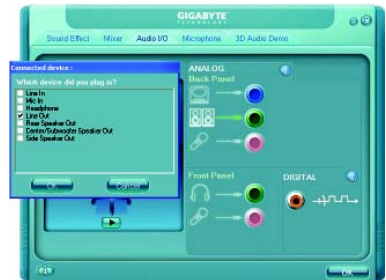 GIGABYTE
TECHNOLOGY
Sound Effect Mixer Audio I/O Microphone 3D Audio Demo
Connected device:
Which device did you plug in?
Line In
Mic In
Headphone
Line Out
Rear Speaker Out
Center/Subwoofer Speaker Out
Side Speaker Out
OK
Cancel
ANALOG
Back Panel
Front Panel
DIGITAL
OK